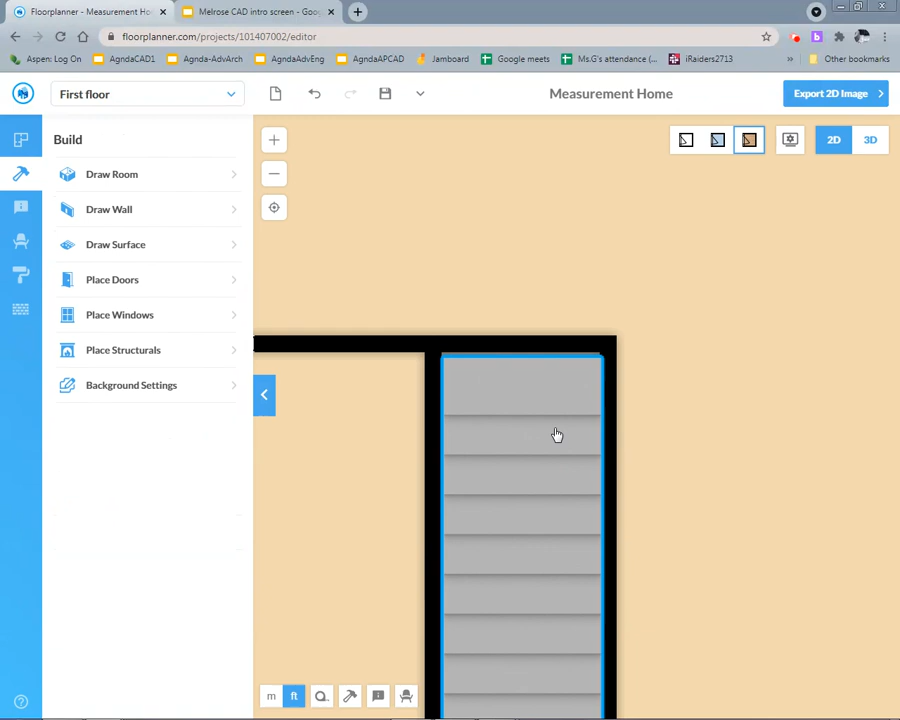 Floorplanner - Measurement Ho
Melrose CAD intro screen - Goo
floorplanner.com/projects/101407002/editor
Aspen: Log On
AgndaCAD1
Agnda-AdvArch
AgndaAdvEng
AgndaAPCAD
Jamboard
Google meets
Ms.G's attendance (...
iRaiders2713
»
Other bookmarks
First floor
Measurement Home
Export 2D Image
Build
2D
3D
Draw Room
Draw Wall
Draw Surface
Place Doors
Place Windows
Place Structurals
Background Settings
m
ft